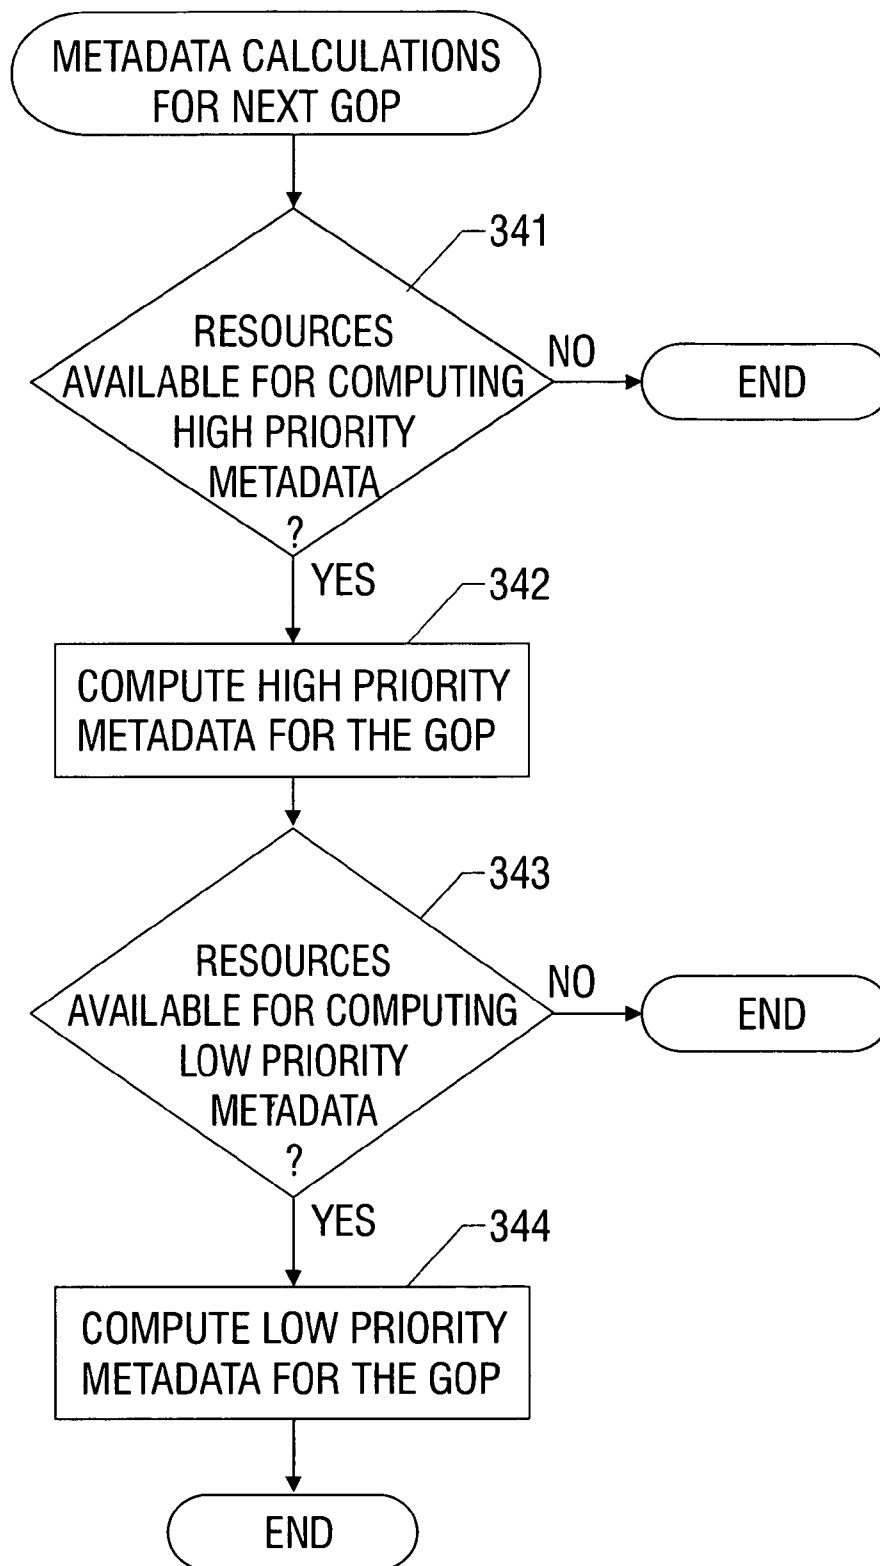 METADATA CALCULATIONS
FOR NEXT GOP
341
RESOURCES
AVAILABLE FOR COMPUTING
HIGH PRIORITY
METADATA
?
NO
END
YES
342
COMPUTE HIGH PRIORITY
METADATA FOR THE GOP
343
RESOURCES
AVAILABLE FOR COMPUTING
LOW PRIORITY
METADATA
?
NO
END
YES
344
COMPUTE LOW PRIORITY
METADATA FOR THE GOP
END